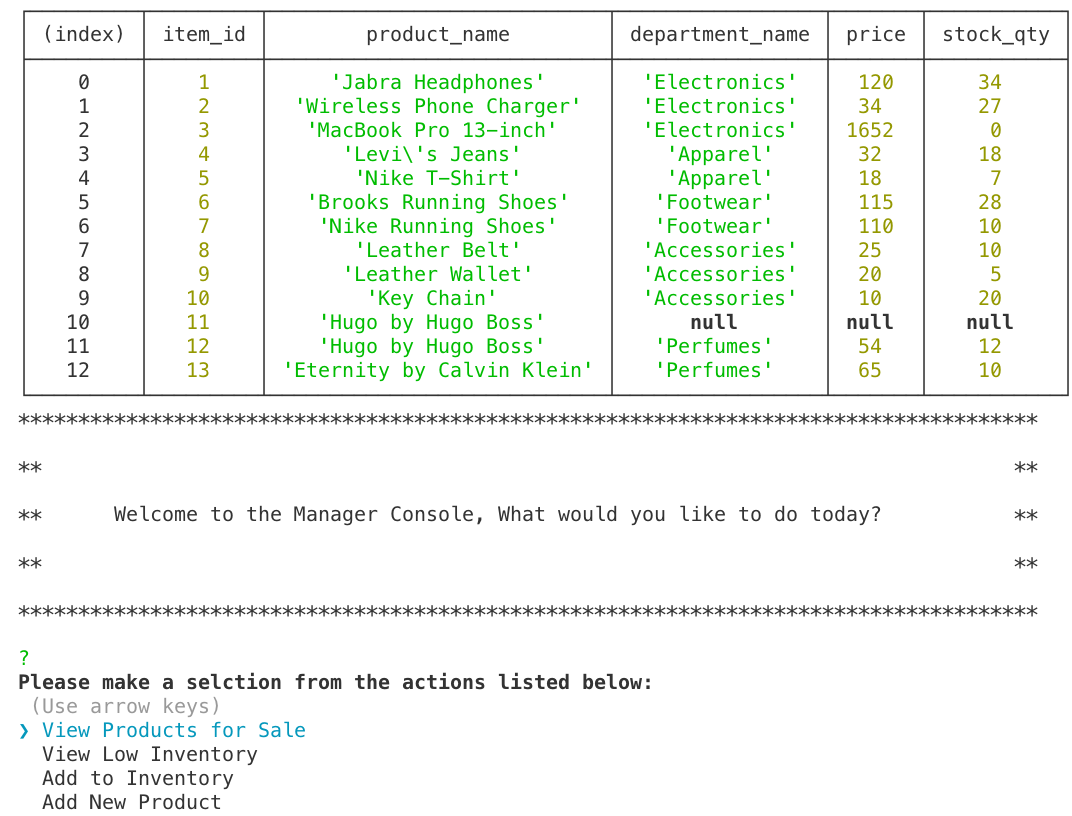 (index) item_id product_name department_name price stock_qty
0 1 'Jabra Headphones' 'Electronics' 120 34
1 2 'Wireless Phone Charger' 'Electronics' 34 27
2 3 'MacBook Pro 13-inch' 'Electronics' 1652 0
3 4 'Levi\'s Jeans' 'Apparel' 32 18
4 5 'Nike T-Shirt' 'Apparel' 18 7
5 6 'Brooks Running Shoes' 'Footwear' 115 28
6 7 'Nike Running Shoes' 'Footwear' 110 10
7 8 'Leather Belt' 'Accessories' 25 10
8 9 'Leather Wallet' 'Accessories' 20 5
9 10 'Key Chain' 'Accessories' 10 20
10 11 'Hugo by Hugo Boss' null null null
11 12 'Hugo by Hugo Boss' 'Perfumes' 54 12
12 13 'Eternity by Calvin Klein' 'Perfumes' 65 10
*************************************************************************************
** **
** Welcome to the Manager Console, What would you like to do today? **
** **
*************************************************************************************
?
Please make a selction from the actions listed below:
(Use arrow keys)
❯ View Products for Sale
View Low Inventory
Add to Inventory
Add New Product